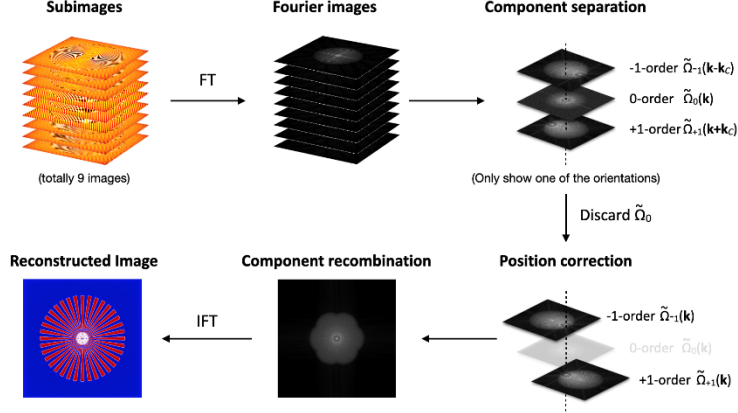 Subimages
Fourier images
Component separation
FT
-1-order Ω̃-1(k-kC)
0-order Ω̃0(k)
+1-order Ω̃+1(k+kC)
(totally 9 images)
(Only show one of the orientations)
Discard Ω̃0
Reconstructed Image
Component recombination
Position correction
IFT
-1-order Ω̃-1(k)
0-order Ω̃0(k)
+1-order Ω̃+1(k)